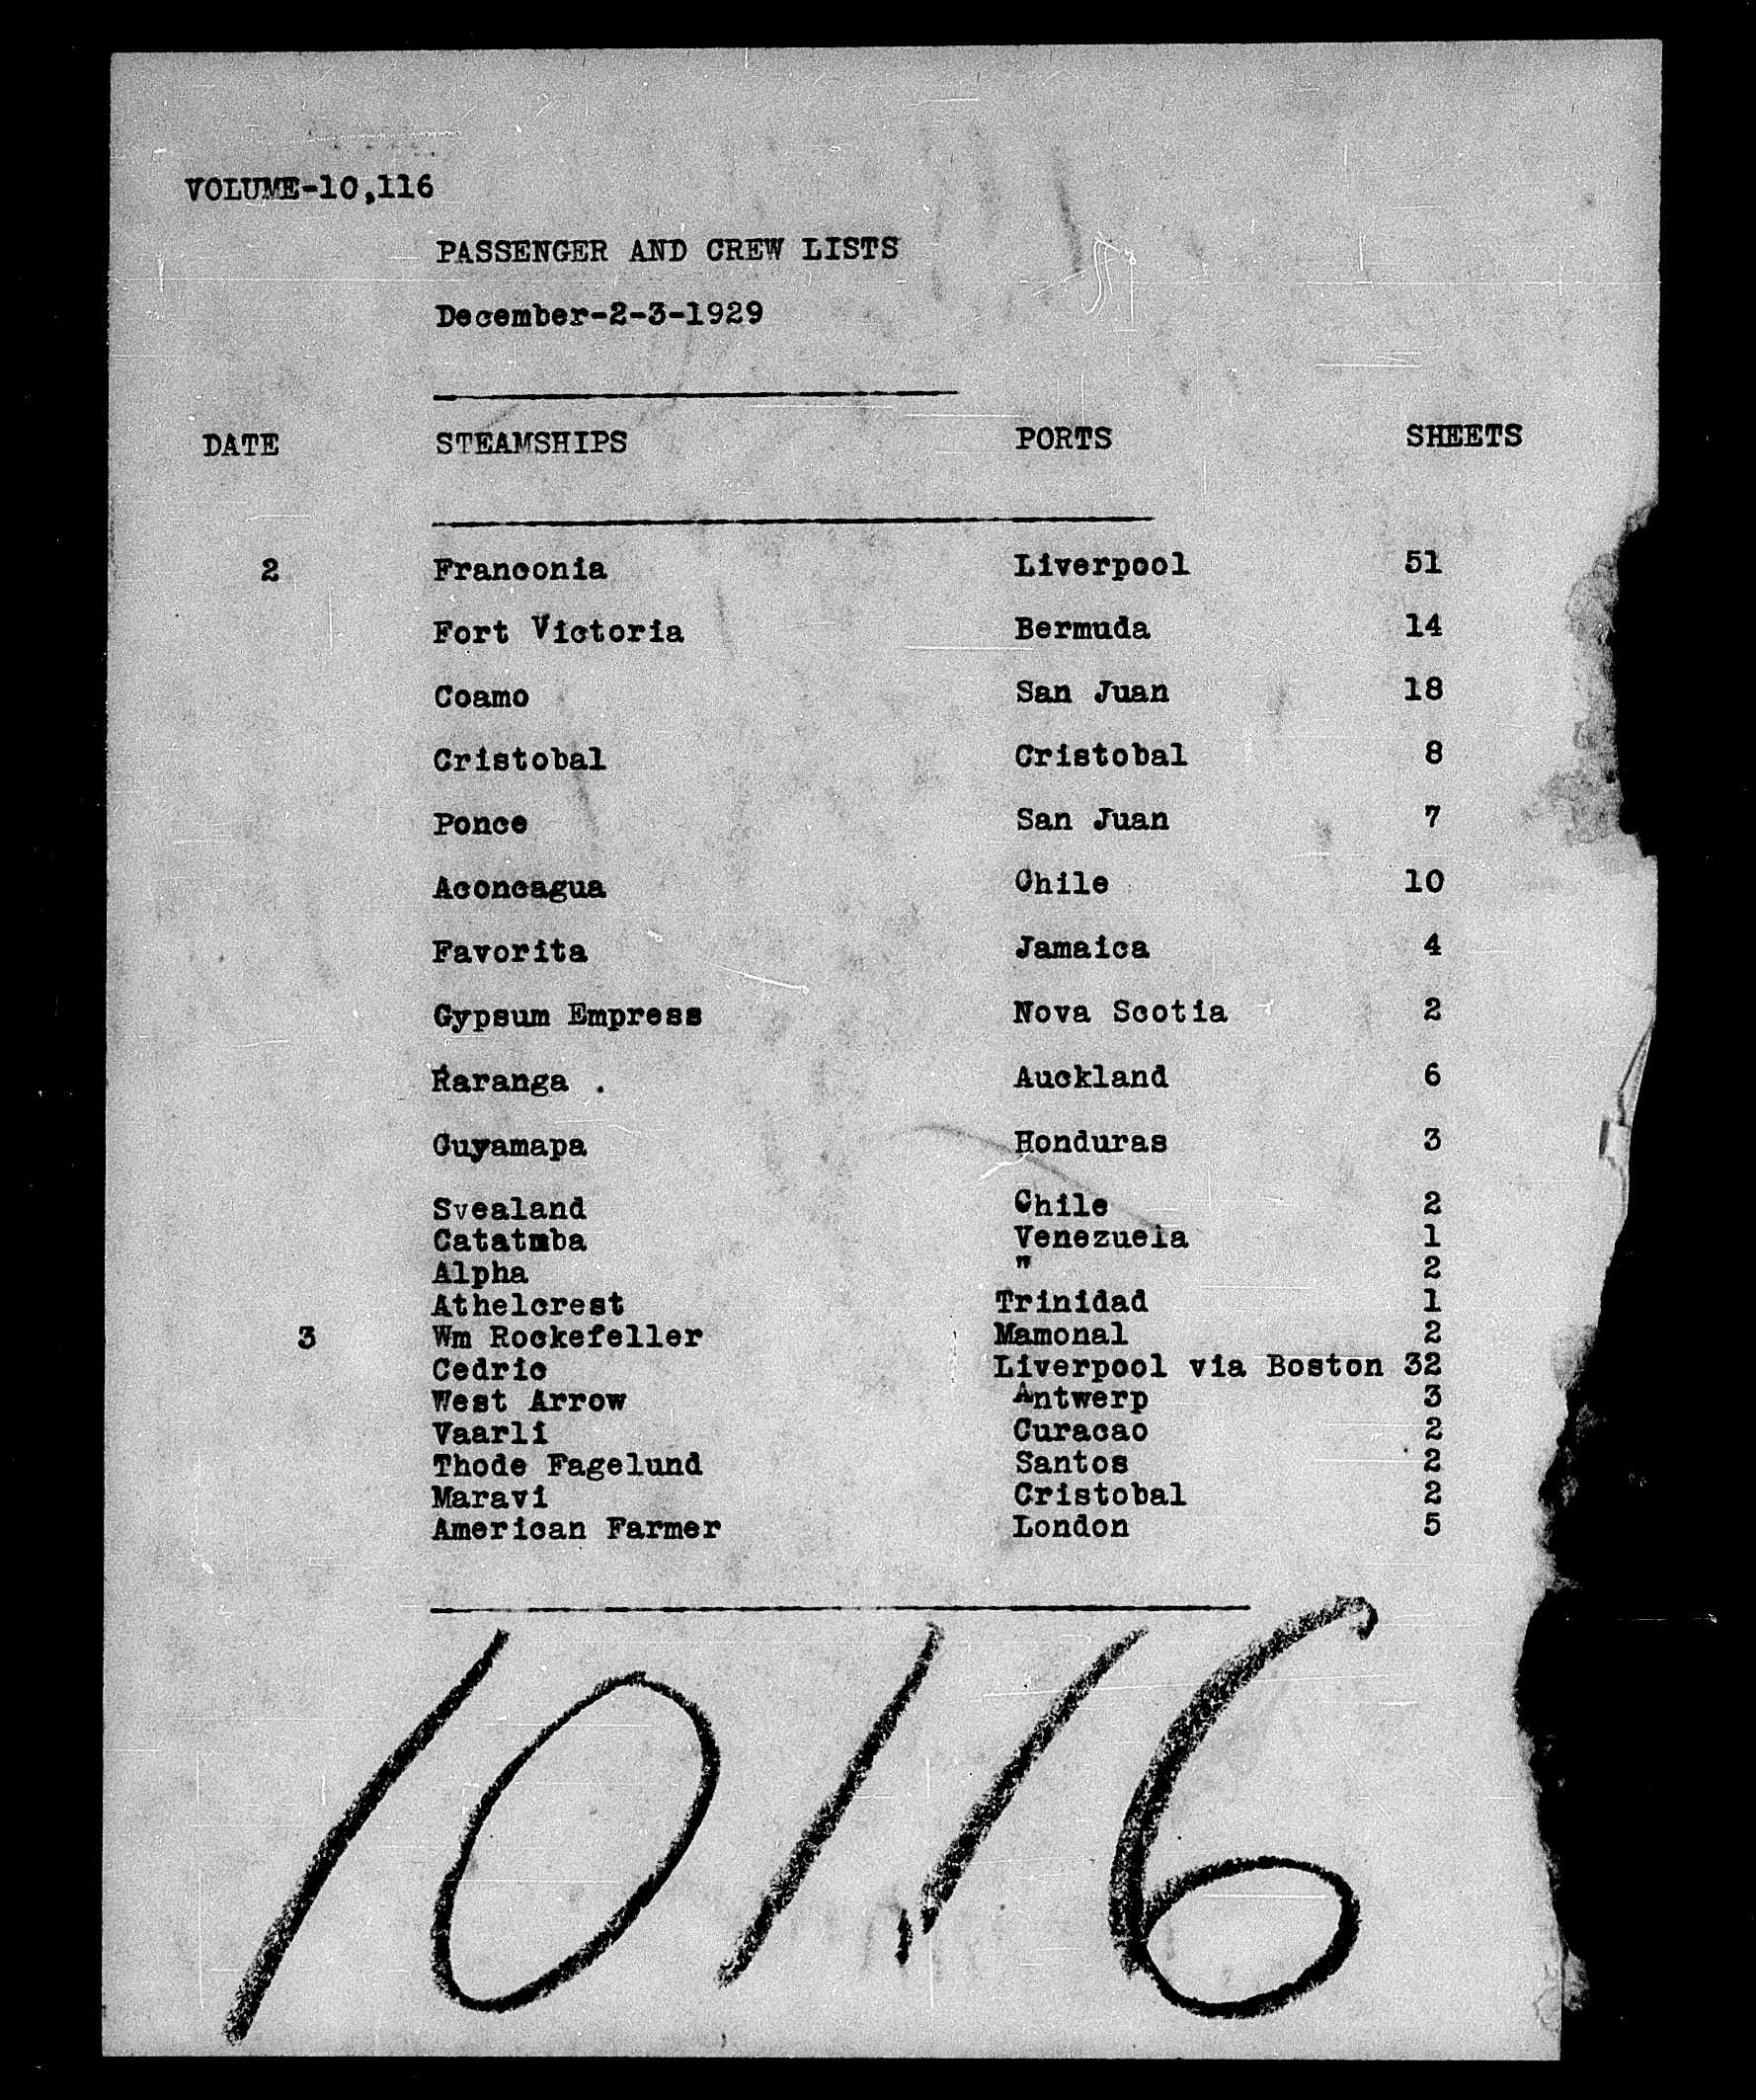 VOLUME-10,116
PASSENGER AND CREW LISTS
December-2-3-1929
DATE STEAMSHIPS PORTS SHEETS
2 Franconia Liverpool 51
Fort Victoria Bermuda 14
Coamo San Juan 18
Cristobal Cristobal 8
Ponce San Juan 7
Aconcagua Chile 10
Favorita Jamaica 4
Gypsum Empress Nova Scotia 2
Raranga . Auckland 6
Cuyamapa Honduras 3
Svealand Chile 2
Catatmba Venezuela 1
Alpha " 2
Athelcrest Trinidad 1
3 Wm Rockefeller Mamonal 2
Cedric Liverpool via Boston 32
West Arrow Antwerp 3
Vaarli Curacao 2
Thode Fagelund Santos 2
Maravi Cristobal 2
American Farmer London 5
10116